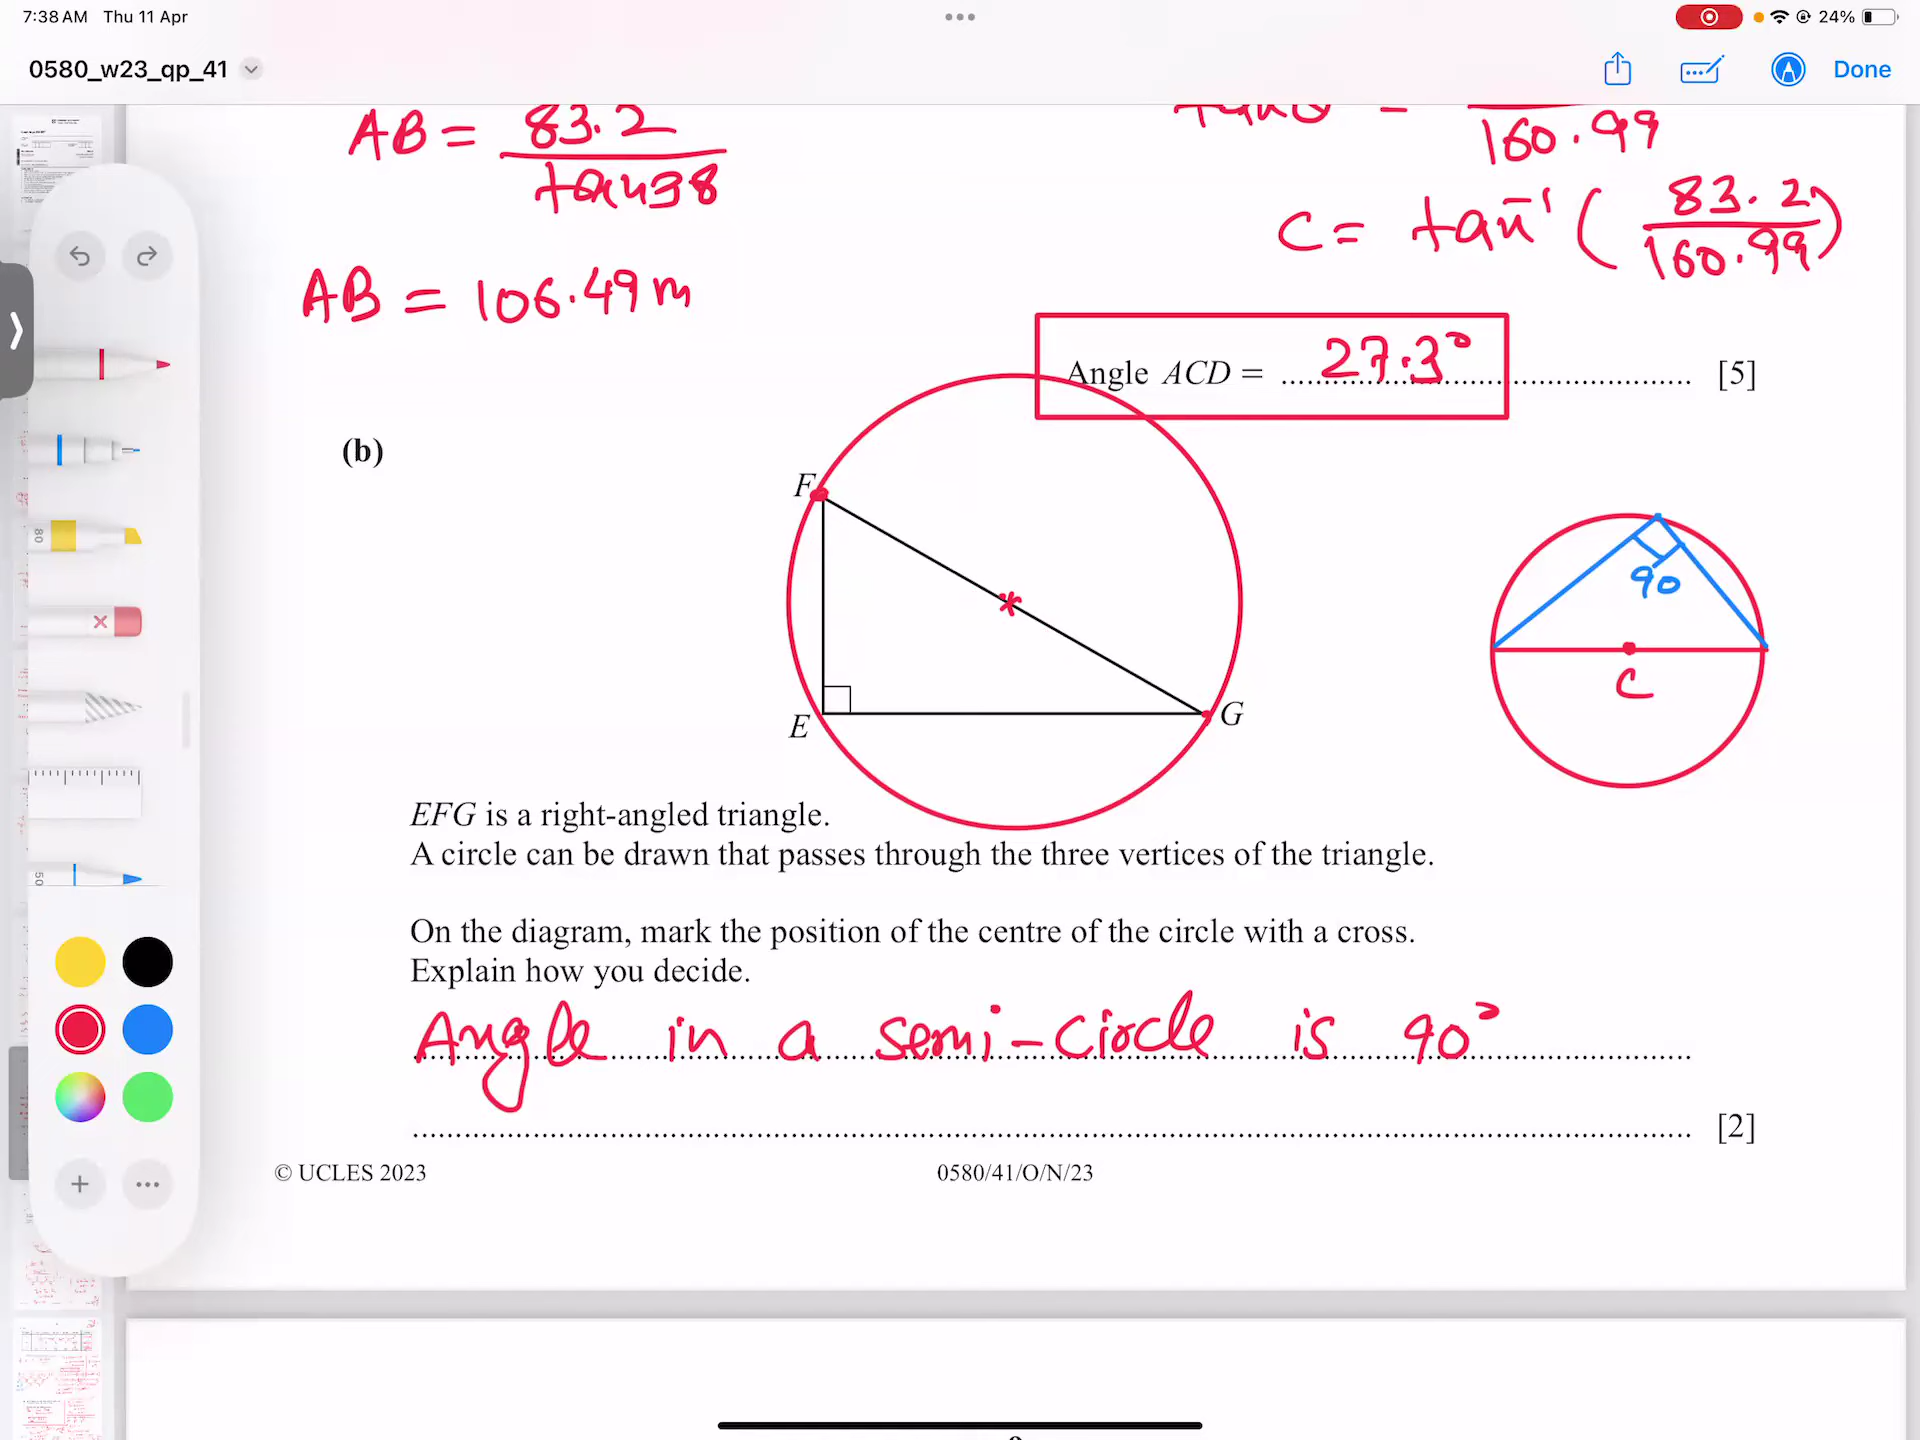 7:38 AM Thu 11 Apr
24%
0580_w23_qp_41
Done
AB = 83.2
tan38
160.99
C = tan⁻¹ ( 83.2
160.99 )
AB = 106.49m
Angle ACD = 27.3° [5]
(b)
F
90
C
E
G
EFG is a right-angled triangle.
A circle can be drawn that passes through the three vertices of the triangle.
On the diagram, mark the position of the centre of the circle with a cross.
Explain how you decide.
Angle in a semi-circle is 90°
[2]
© UCLES 2023
0580/41/O/N/23
80
50